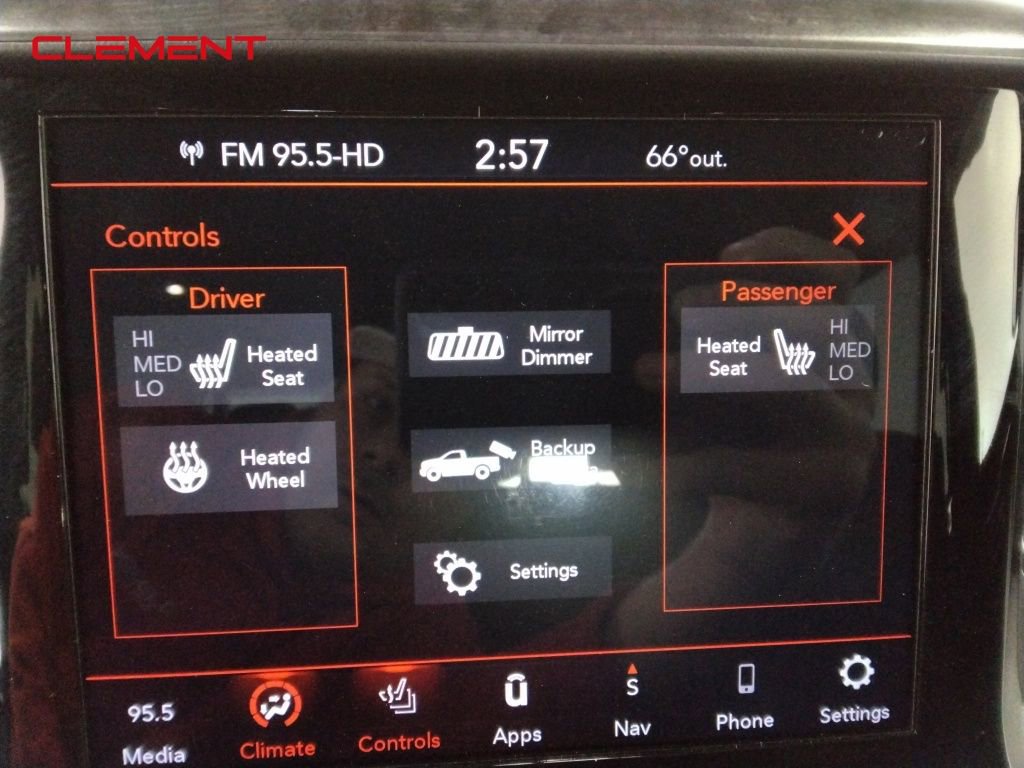 CLEMENT
FM 95.5-HD
2:57
66°out.
Controls
Driver
HI
MED
LO
Heated
Seat
Heated
Wheel
Mirror
Dimmer
Backup
Settings
Passenger
Heated
Seat
HI
MED
LO
95.5
Media
Climate
Controls
Apps
S
Nav
Phone
Settings